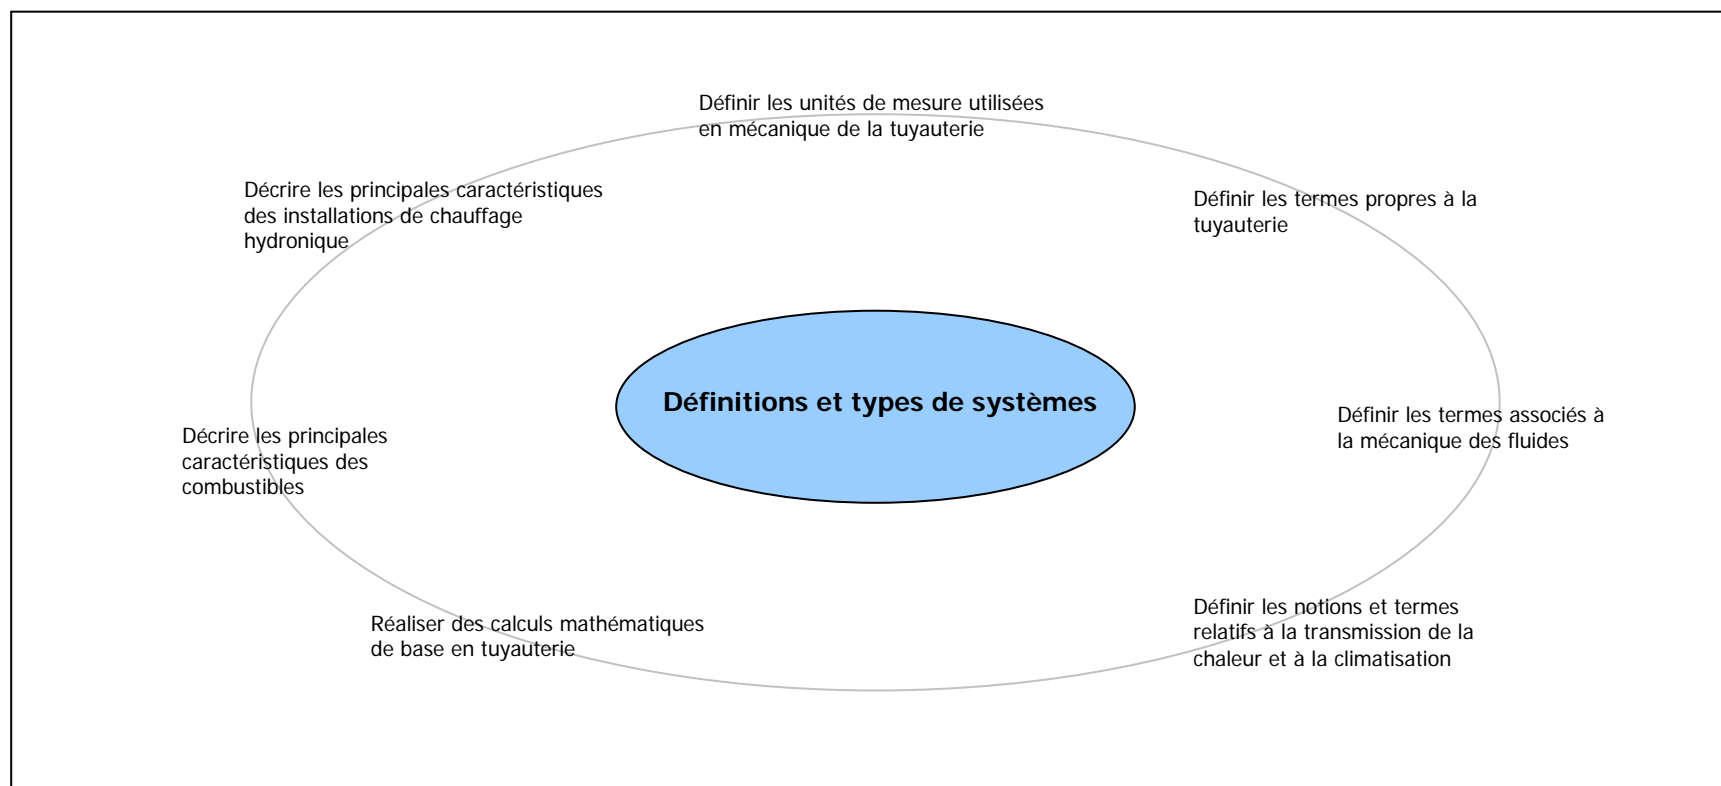 Définir les unités de mesure utilisées
en mécanique de la tuyauterie
Décrire les principales caractéristiques
des installations de chauffage
hydronique
Définir les termes propres à la
tuyauterie
Définitions et types de systèmes
Définir les termes associés à
la mécanique des fluides
Décrire les principales
caractéristiques des
combustibles
Définir les notions et termes
relatifs à la transmission de la
chaleur et à la climatisation
Réaliser des calculs mathématiques
de base en tuyauterie